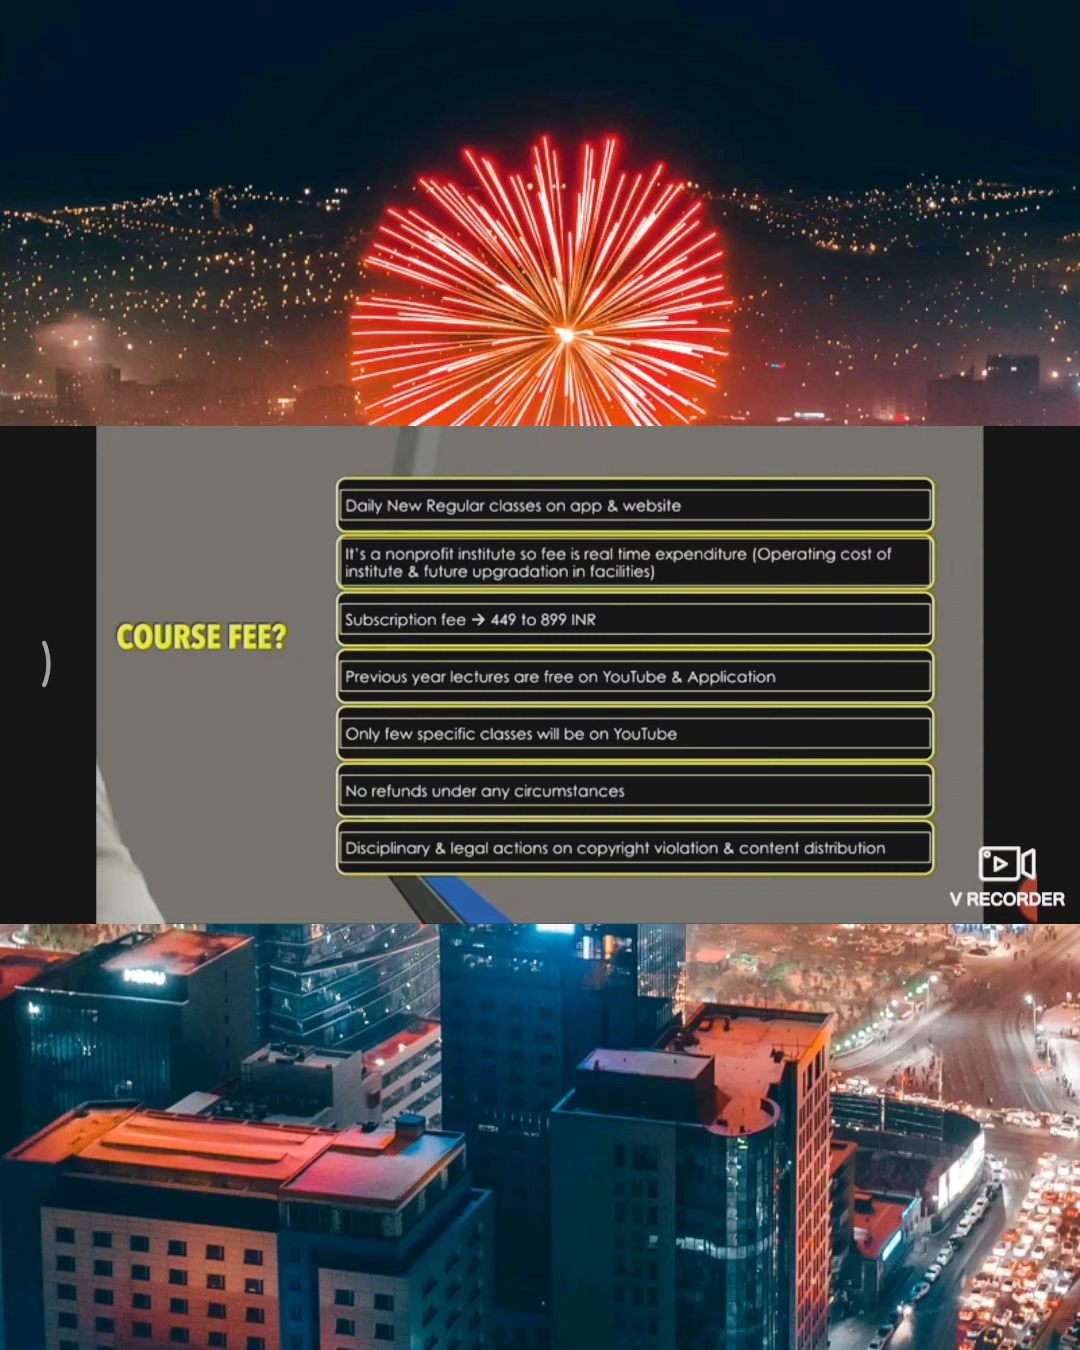 COURSE FEE?
Daily New Regular classes on app & website
It's a nonprofit institute so fee is real time expenditure (Operating cost of
institute & future upgradation in facilities)
Subscription fee → 449 to 899 INR
Previous year lectures are free on YouTube & Application
Only few specific classes will be on YouTube
No refunds under any circumstances
Disciplinary & legal actions on copyright violation & content distribution
V RECORDER